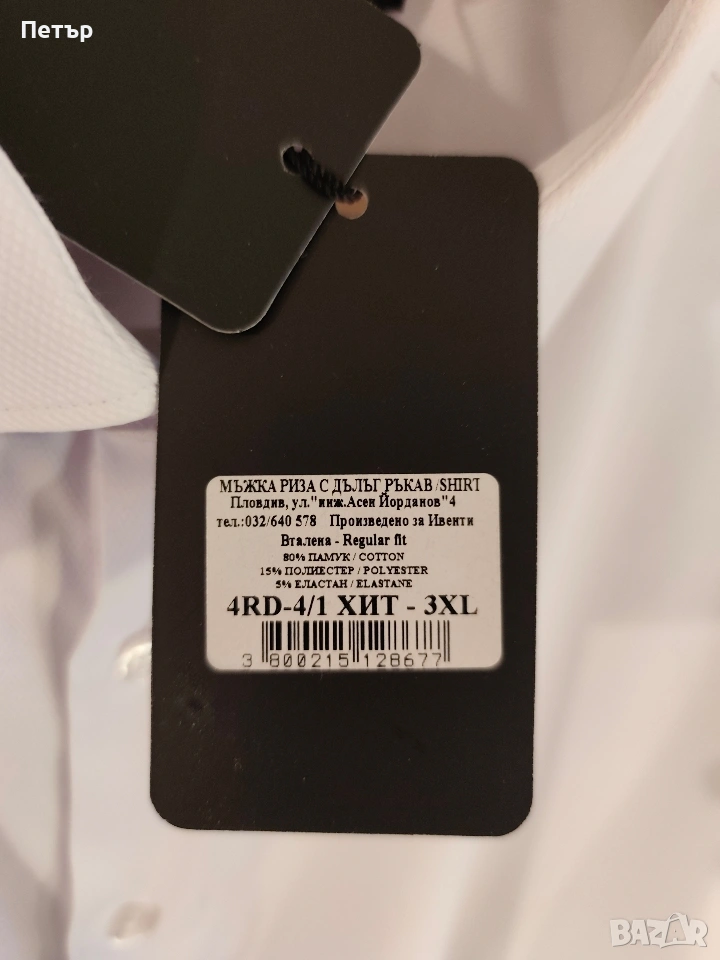 Петър
МЪЖКА РИЗА С ДЪЛЪГ РЪКАВ /SHIRT
Пловдив, ул."инж.Асен Йорданов"4
тел.:032/640 578 Произведено за Ивенти
Втална - Regular fit
80% ПАМУК / COTTON
15% ПОЛИЕСТЕР / POLYESTER
5% ЕЛАСТАН / ELASTANE
4RD-4/1 ХИТ - 3XL
3 800215 128677
BAZAR